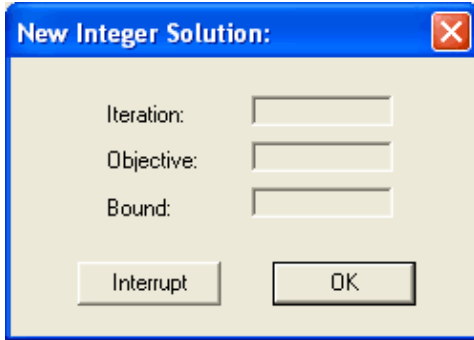 New Integer Solution:
Iteration:
Objective:
Bound:
Interrupt OK